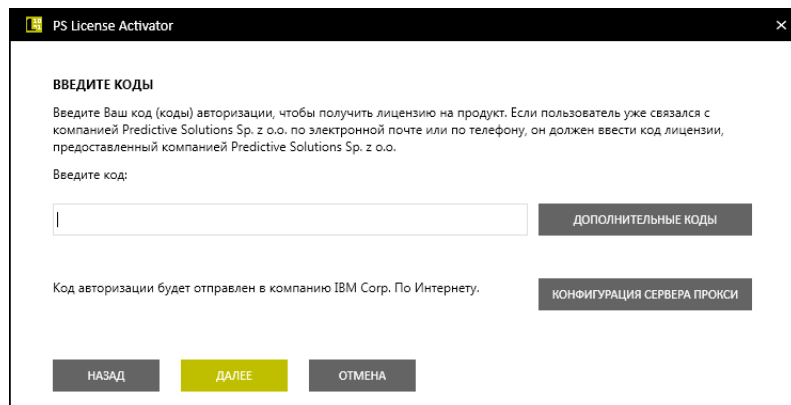 PS License Activator
ВВЕДИТЕ КОДЫ
Введите Ваш код (коды) авторизации, чтобы получить лицензию на продукт. Если пользователь уже связался с
компанией Predictive Solutions Sp. z o.o. по электронной почте или по телефону, он должен ввести код лицензии,
предоставленный компанией Predictive Solutions Sp. z o.o.
Введите код:
ДОПОЛНИТЕЛЬНЫЕ КОДЫ
Код авторизации будет отправлен в компанию IBM Corp. По Интернету.
КОНФИГУРАЦИЯ СЕРВЕРА ПРОКСИ
НАЗАД
ДАЛЕЕ
ОТМЕНА